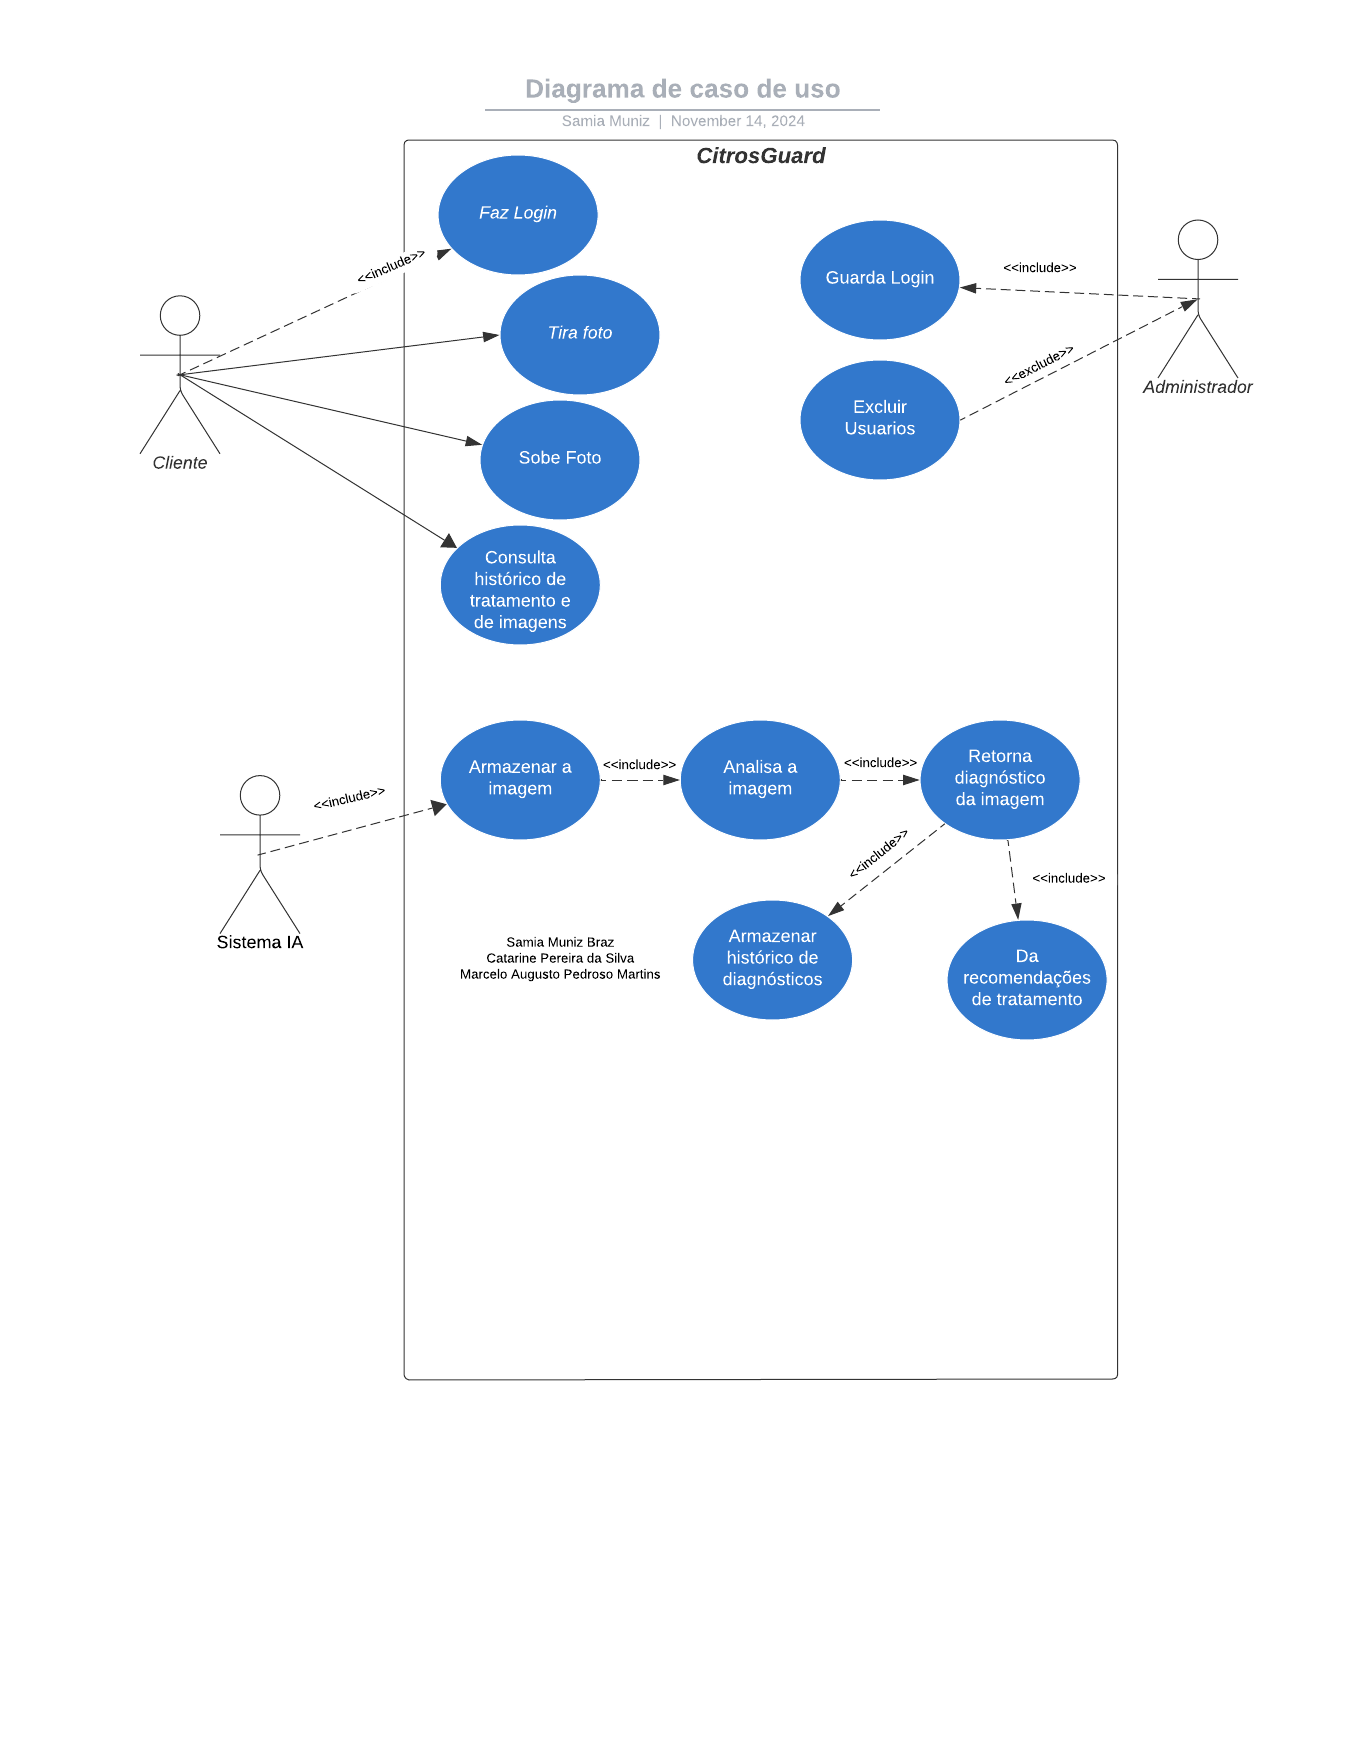 Diagrama de caso de uso
Samia Muniz | November 14, 2024
CitrosGuard
Faz Login
<<include>>
Tira foto
Sobe Foto
Consulta
histórico de
tratamento e
de imagens
Cliente
Guarda Login
<<include>>
Excluir
Usuarios
<<exclude>>
Administrador
Armazenar a
imagem
<<include>>
Analisa a
imagem
<<include>>
Retorna
diagnóstico
da imagem
<<include>>
Sistema IA
<<include>>
<<include>>
Samia Muniz Braz
Catarine Pereira da Silva
Marcelo Augusto Pedroso Martins
Armazenar
histórico de
diagnósticos
Da
recomendações
de tratamento